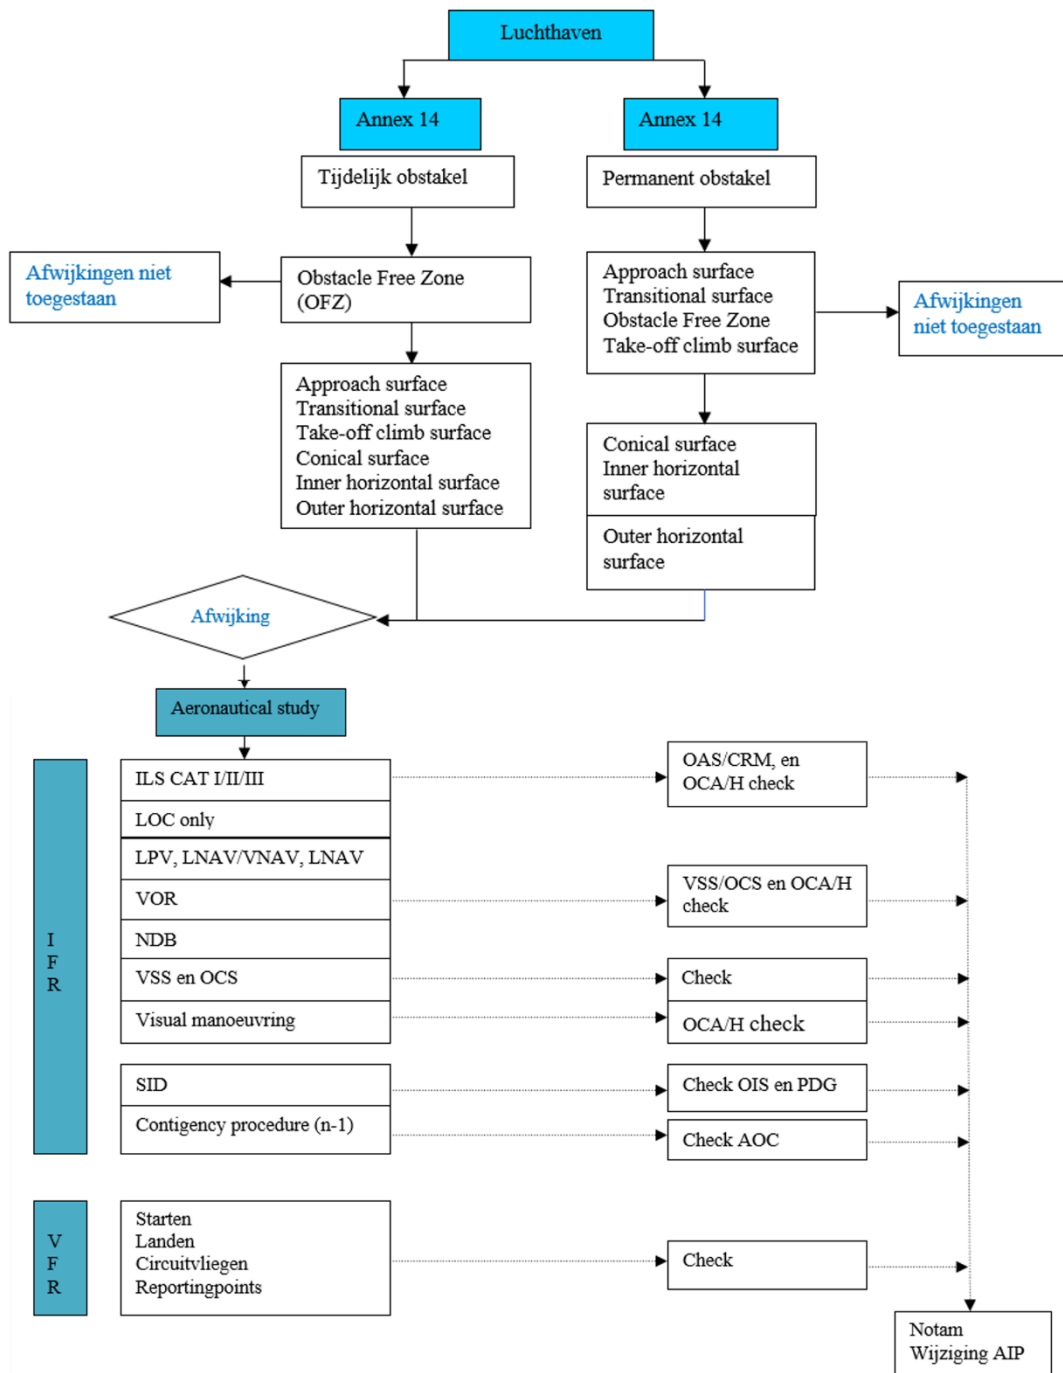 Luchthaven
Annex 14
Annex 14
Tijdelijk obstakel
Permanent obstakel
Afwijkingen niet
toegestaan
Obstacle Free Zone
(OFZ)
Approach surface
Transitional surface
Obstacle Free Zone
Take-off climb surface
Afwijkingen
niet toegestaan
Approach surface
Transitional surface
Take-off climb surface
Conical surface
Inner horizontal surface
Outer horizontal surface
Conical surface
Inner horizontal
surface
Outer horizontal
surface
Afwijking
Aeronautical study
I
F
R
ILS CAT I/II/III
OAS/CRM, en
OCA/H check
LOC only
LPV, LNAV/VNAV, LNAV
VOR
VSS/OCS en OCA/H
check
NDB
VSS en OCS
Check
Visual manoeuvring
OCA/H check
SID
Check OIS en PDG
Contigency procedure (n-1)
Check AOC
V
F
R
Starten
Landen
Circuitvliegen
Reportingpoints
Check
Notam
Wijziging AIP